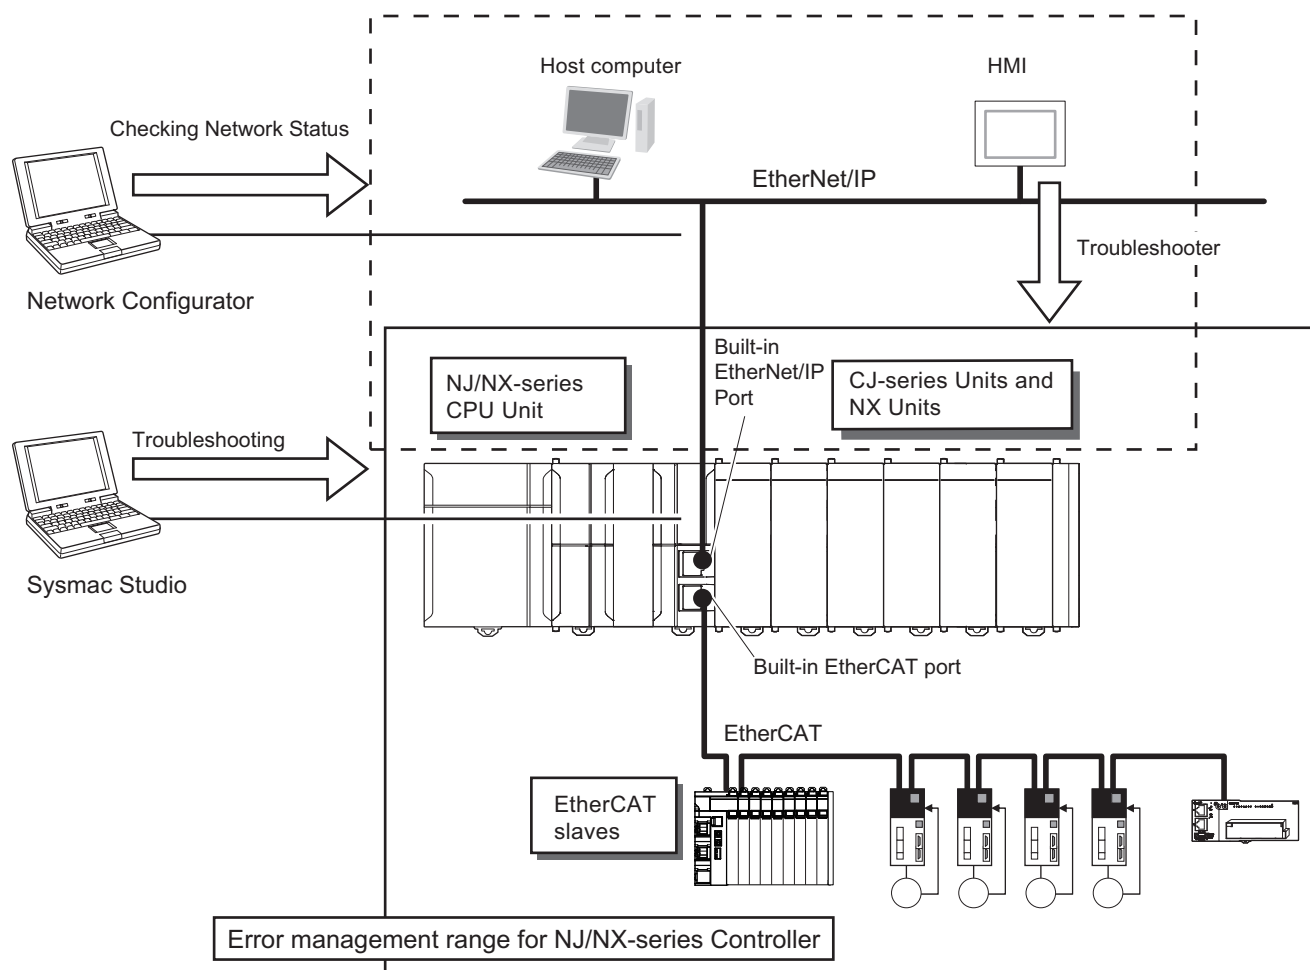 Host computer
HMI
Checking Network Status
EtherNet/IP
Troubleshooter
Network Configurator
Built-in
EtherNet/IP
Port
NJ/NX-series
CPU Unit
CJ-series Units and
NX Units
Troubleshooting
Sysmac Studio
Built-in EtherCAT port
EtherCAT
EtherCAT
slaves
Error management range for NJ/NX-series Controller